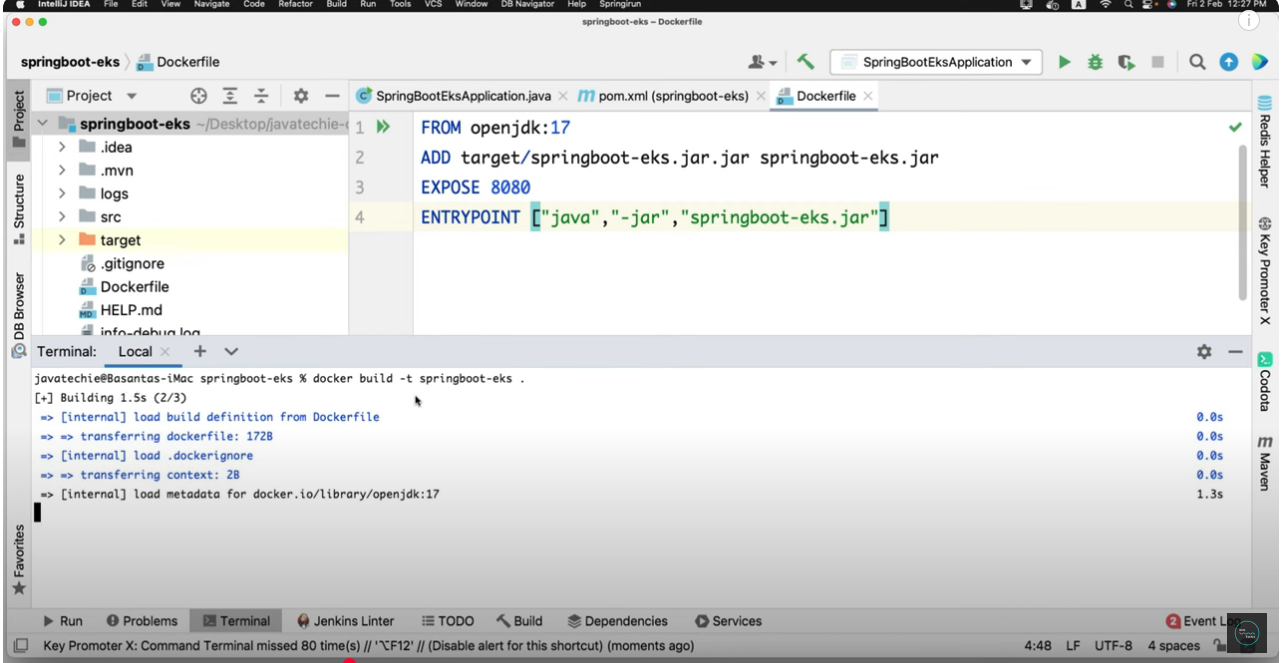 IntelliJ IDEA File Edit View Navigate Code Refactor Build Run Tools VCS Window DB Navigator Help Springirun Fri 2 Feb 12:27 PM
springboot-eks – Dockerfile
springboot-eks Dockerfile
SpringBootEksApplication
Project
Project
SpringBootEksApplication.java
pom.xml (springboot-eks)
Dockerfile
springboot-eks ~/Desktop/javatechie-
.idea
.mvn
logs
src
target
.gitignore
Dockerfile
HELP.md
info-debug.log
1 FROM openjdk:17
2 ADD target/springboot-eks.jar.jar springboot-eks.jar
3 EXPOSE 8080
4 ENTRYPOINT ["java","-jar","springboot-eks.jar"]
Structure
DB Browser
Favorites
Redis Helper
Key Promoter X
Codota
Maven
Terminal: Local
javatechie@Basantas-iMac springboot-eks % docker build -t springboot-eks .
[+] Building 1.5s (2/3)
=> [internal] load build definition from Dockerfile 0.0s
=> => transferring dockerfile: 172B 0.0s
=> [internal] load .dockerignore 0.0s
=> => transferring context: 2B 0.0s
=> [internal] load metadata for docker.io/library/openjdk:17 1.3s
Run Problems Terminal Jenkins Linter TODO Build Dependencies Services 2 Event Log
Key Promoter X: Command Terminal missed 80 time(s) // '⌥F12' // (Disable alert for this shortcut) (moments ago) 4:48 LF UTF-8 4 spaces